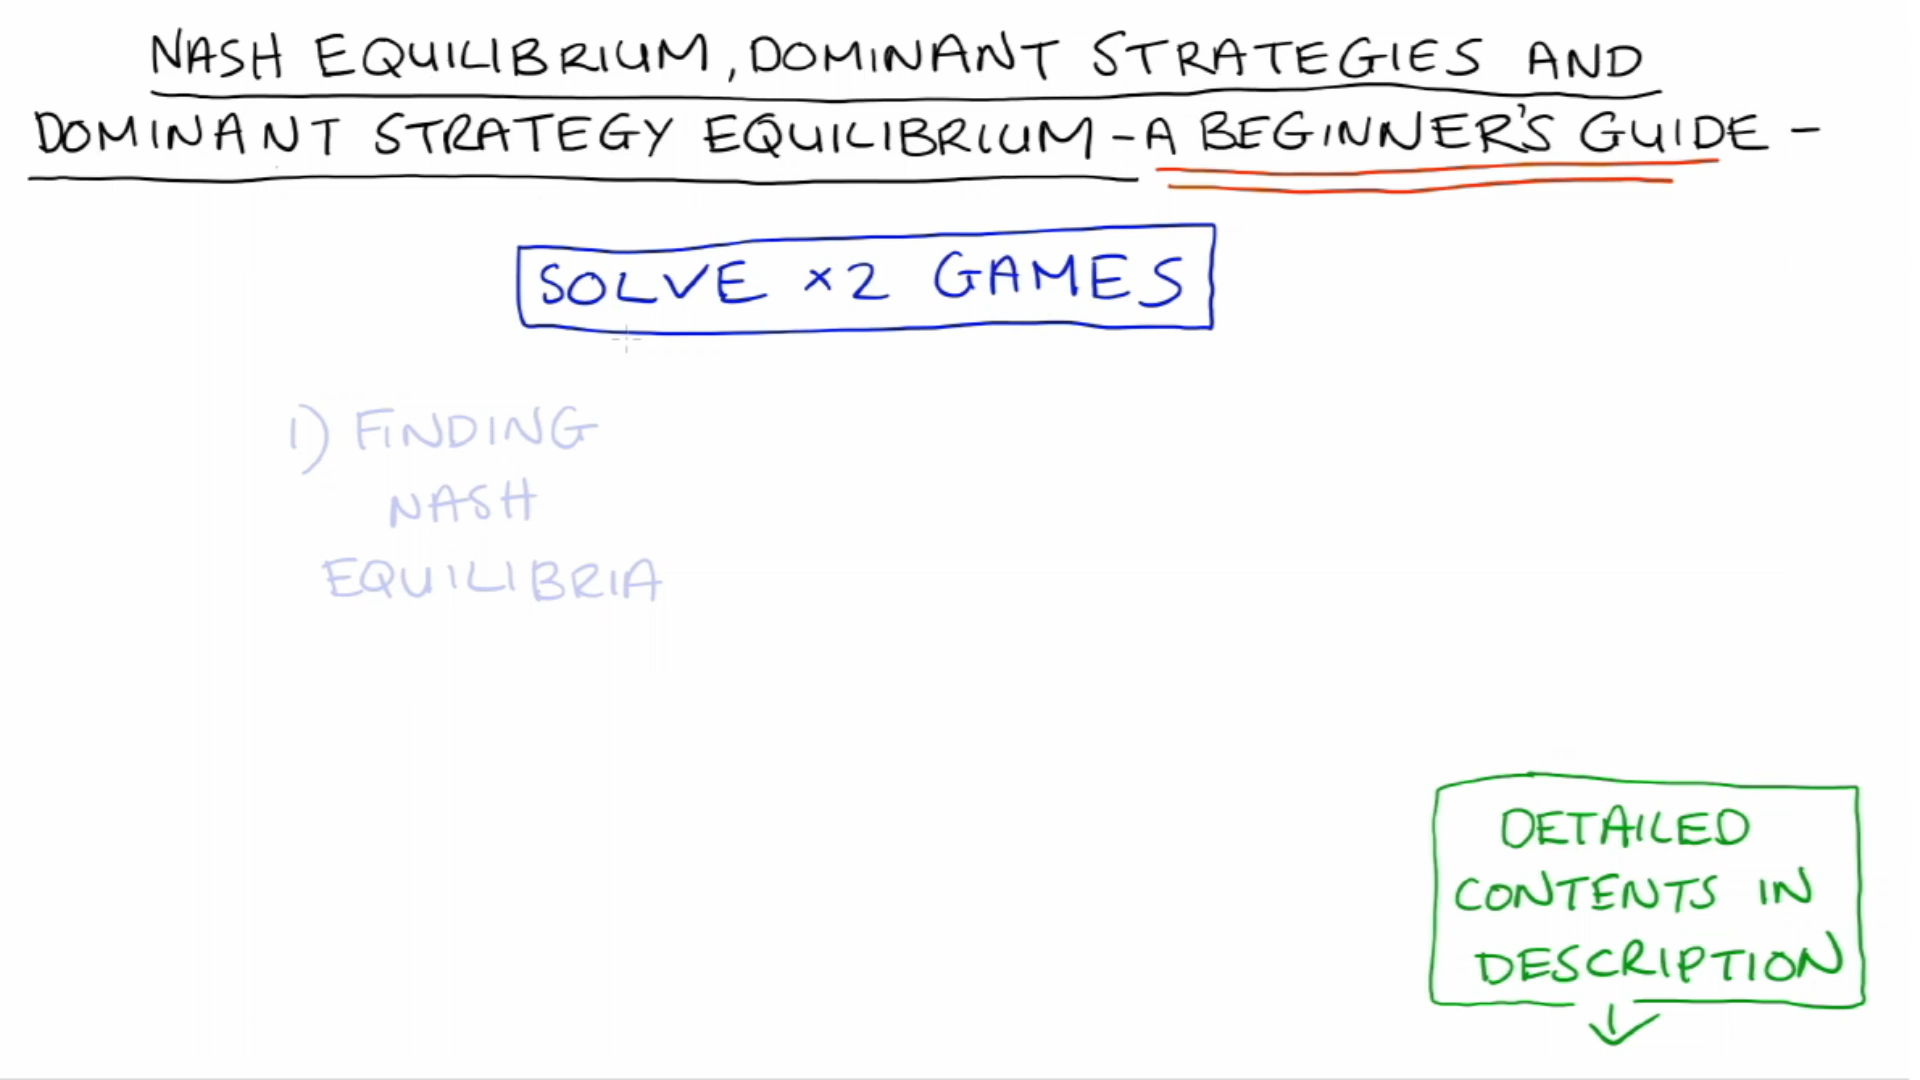 NASH EQUILIBRIUM, DOMINANT STRATEGIES AND
DOMINANT STRATEGY EQUILIBRIUM - A BEGINNER'S GUIDE -
SOLVE ×2 GAMES
1) FINDING
NASH
EQUILIBRIA
DETAILED
CONTENTS IN
DESCRIPTION